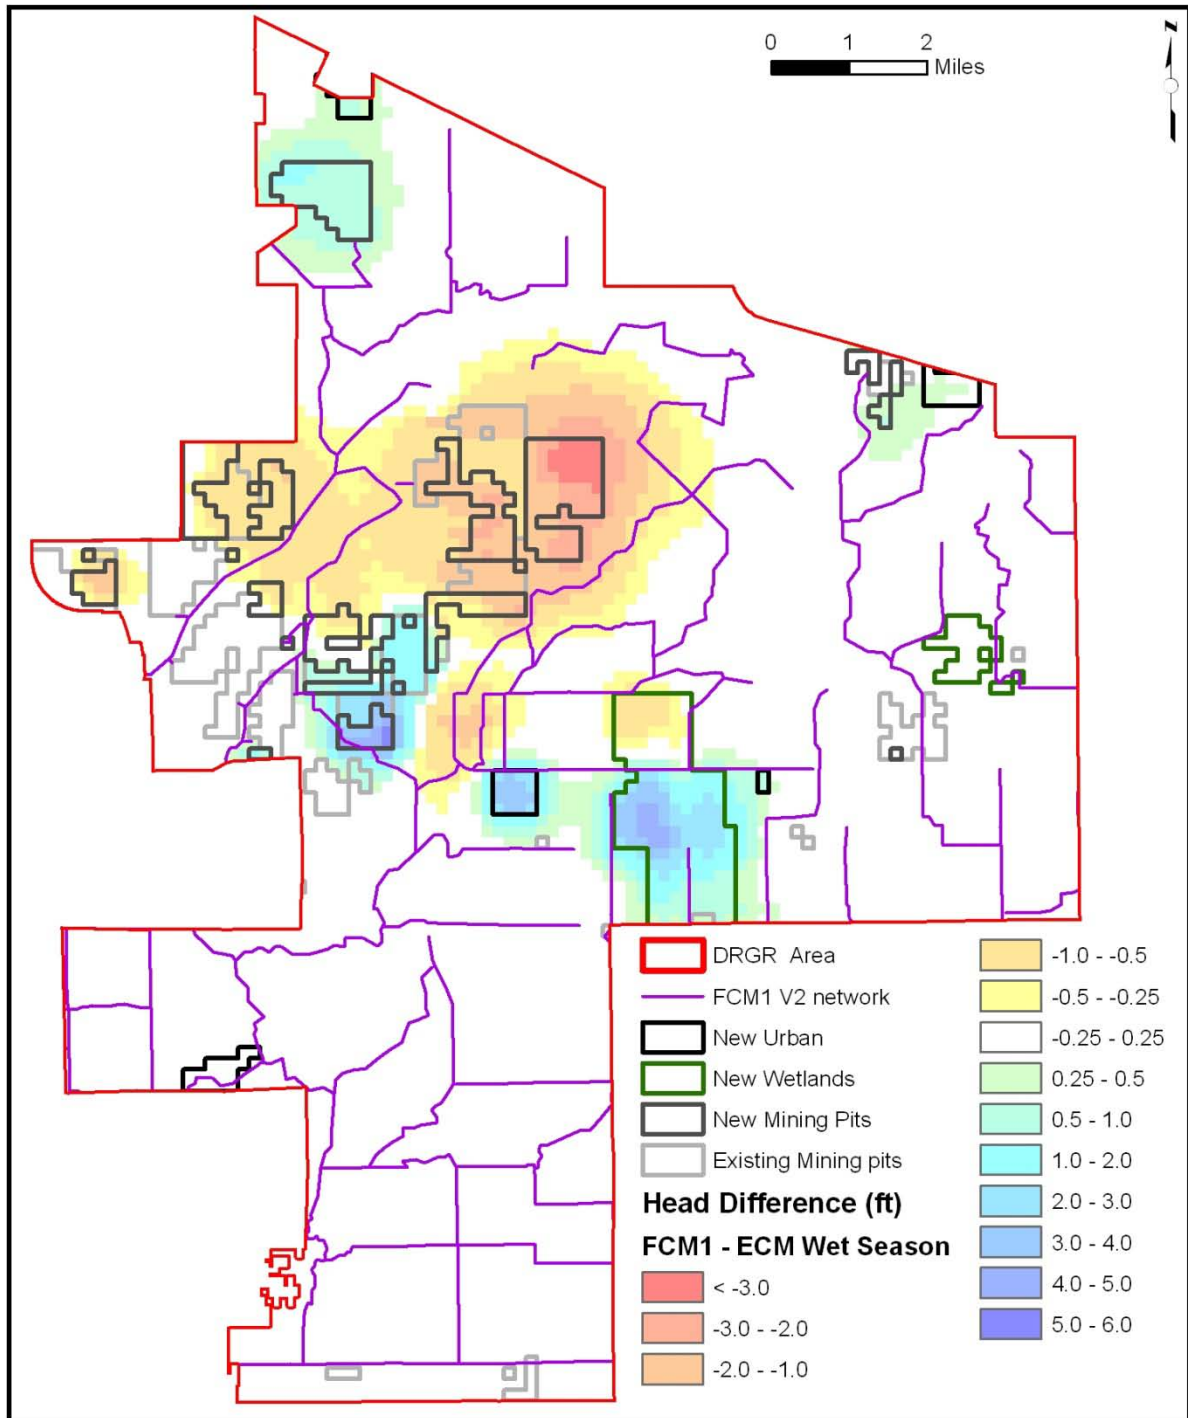 0 1 2
Miles
N
DRGR Area
FCM1 V2 network
New Urban
New Wetlands
New Mining Pits
Existing Mining pits
Head Difference (ft)
FCM1 - ECM Wet Season
< -3.0
-3.0 - -2.0
-2.0 - -1.0
-1.0 - -0.5
-0.5 - -0.25
-0.25 - 0.25
0.25 - 0.5
0.5 - 1.0
1.0 - 2.0
2.0 - 3.0
3.0 - 4.0
4.0 - 5.0
5.0 - 6.0